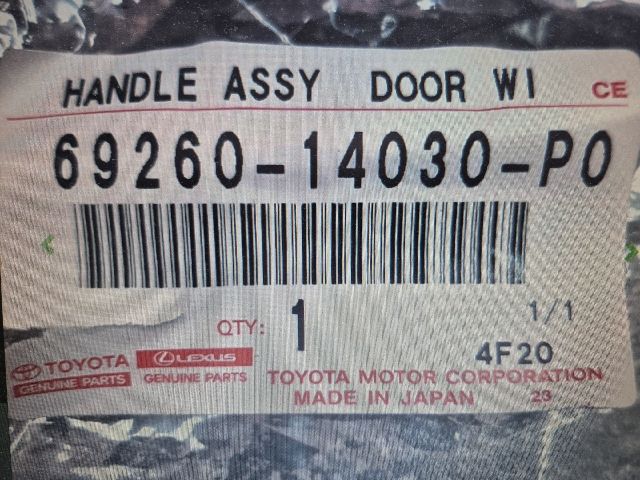 HANDLE ASSY DOOR WI CE
69260-14030-P0
QTY: 1 1/1
4F20
TOYOTA LEXUS
GENUINE PARTS GENUINE PARTS
TOYOTA MOTOR CORPORATION
MADE IN JAPAN 23